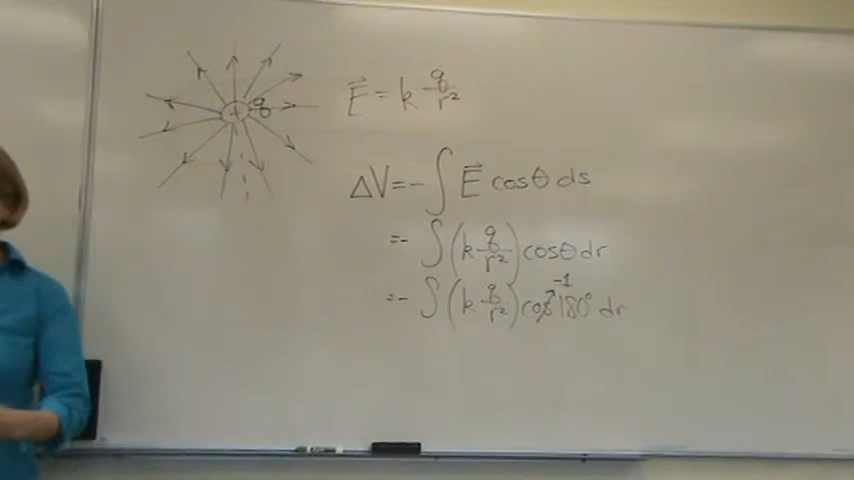 + q
E⃗ = k q/r²
ΔV = - ∫ E⃗ cosθ ds
= - ∫ (k q/r²) cosθ dr
-1
= - ∫ (k q/r²) cos 180° dr